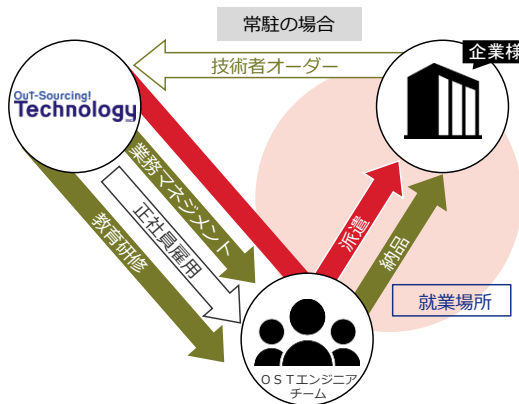 常駐の場合
企業様
技術者オーダー
OuT-Sourcing!
Technology
業務マネジメント
正社員雇用
教育研修
派遣
納品
就業場所
ＯＳＴエンジニア
チーム